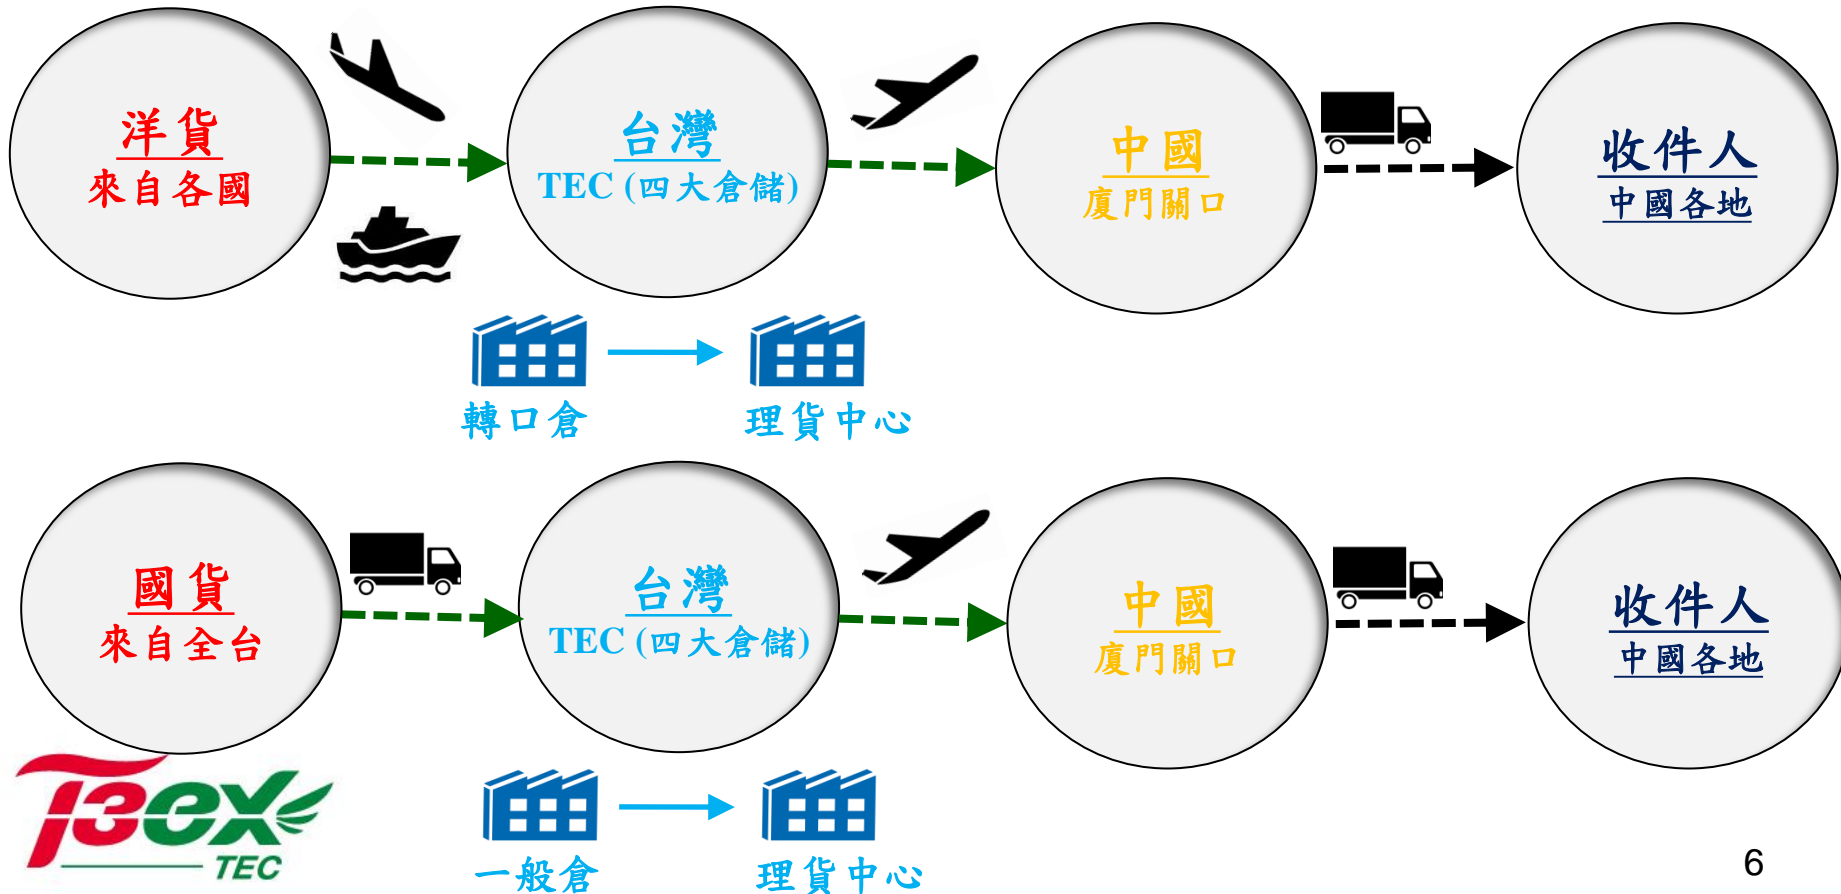 洋貨
來自各國
台灣
TEC (四大倉儲)
中國
廈門關口
收件人
中國各地
轉口倉
理貨中心
國貨
來自全台
台灣
TEC (四大倉儲)
中國
廈門關口
收件人
中國各地
T3ex
TEC
一般倉
理貨中心
6